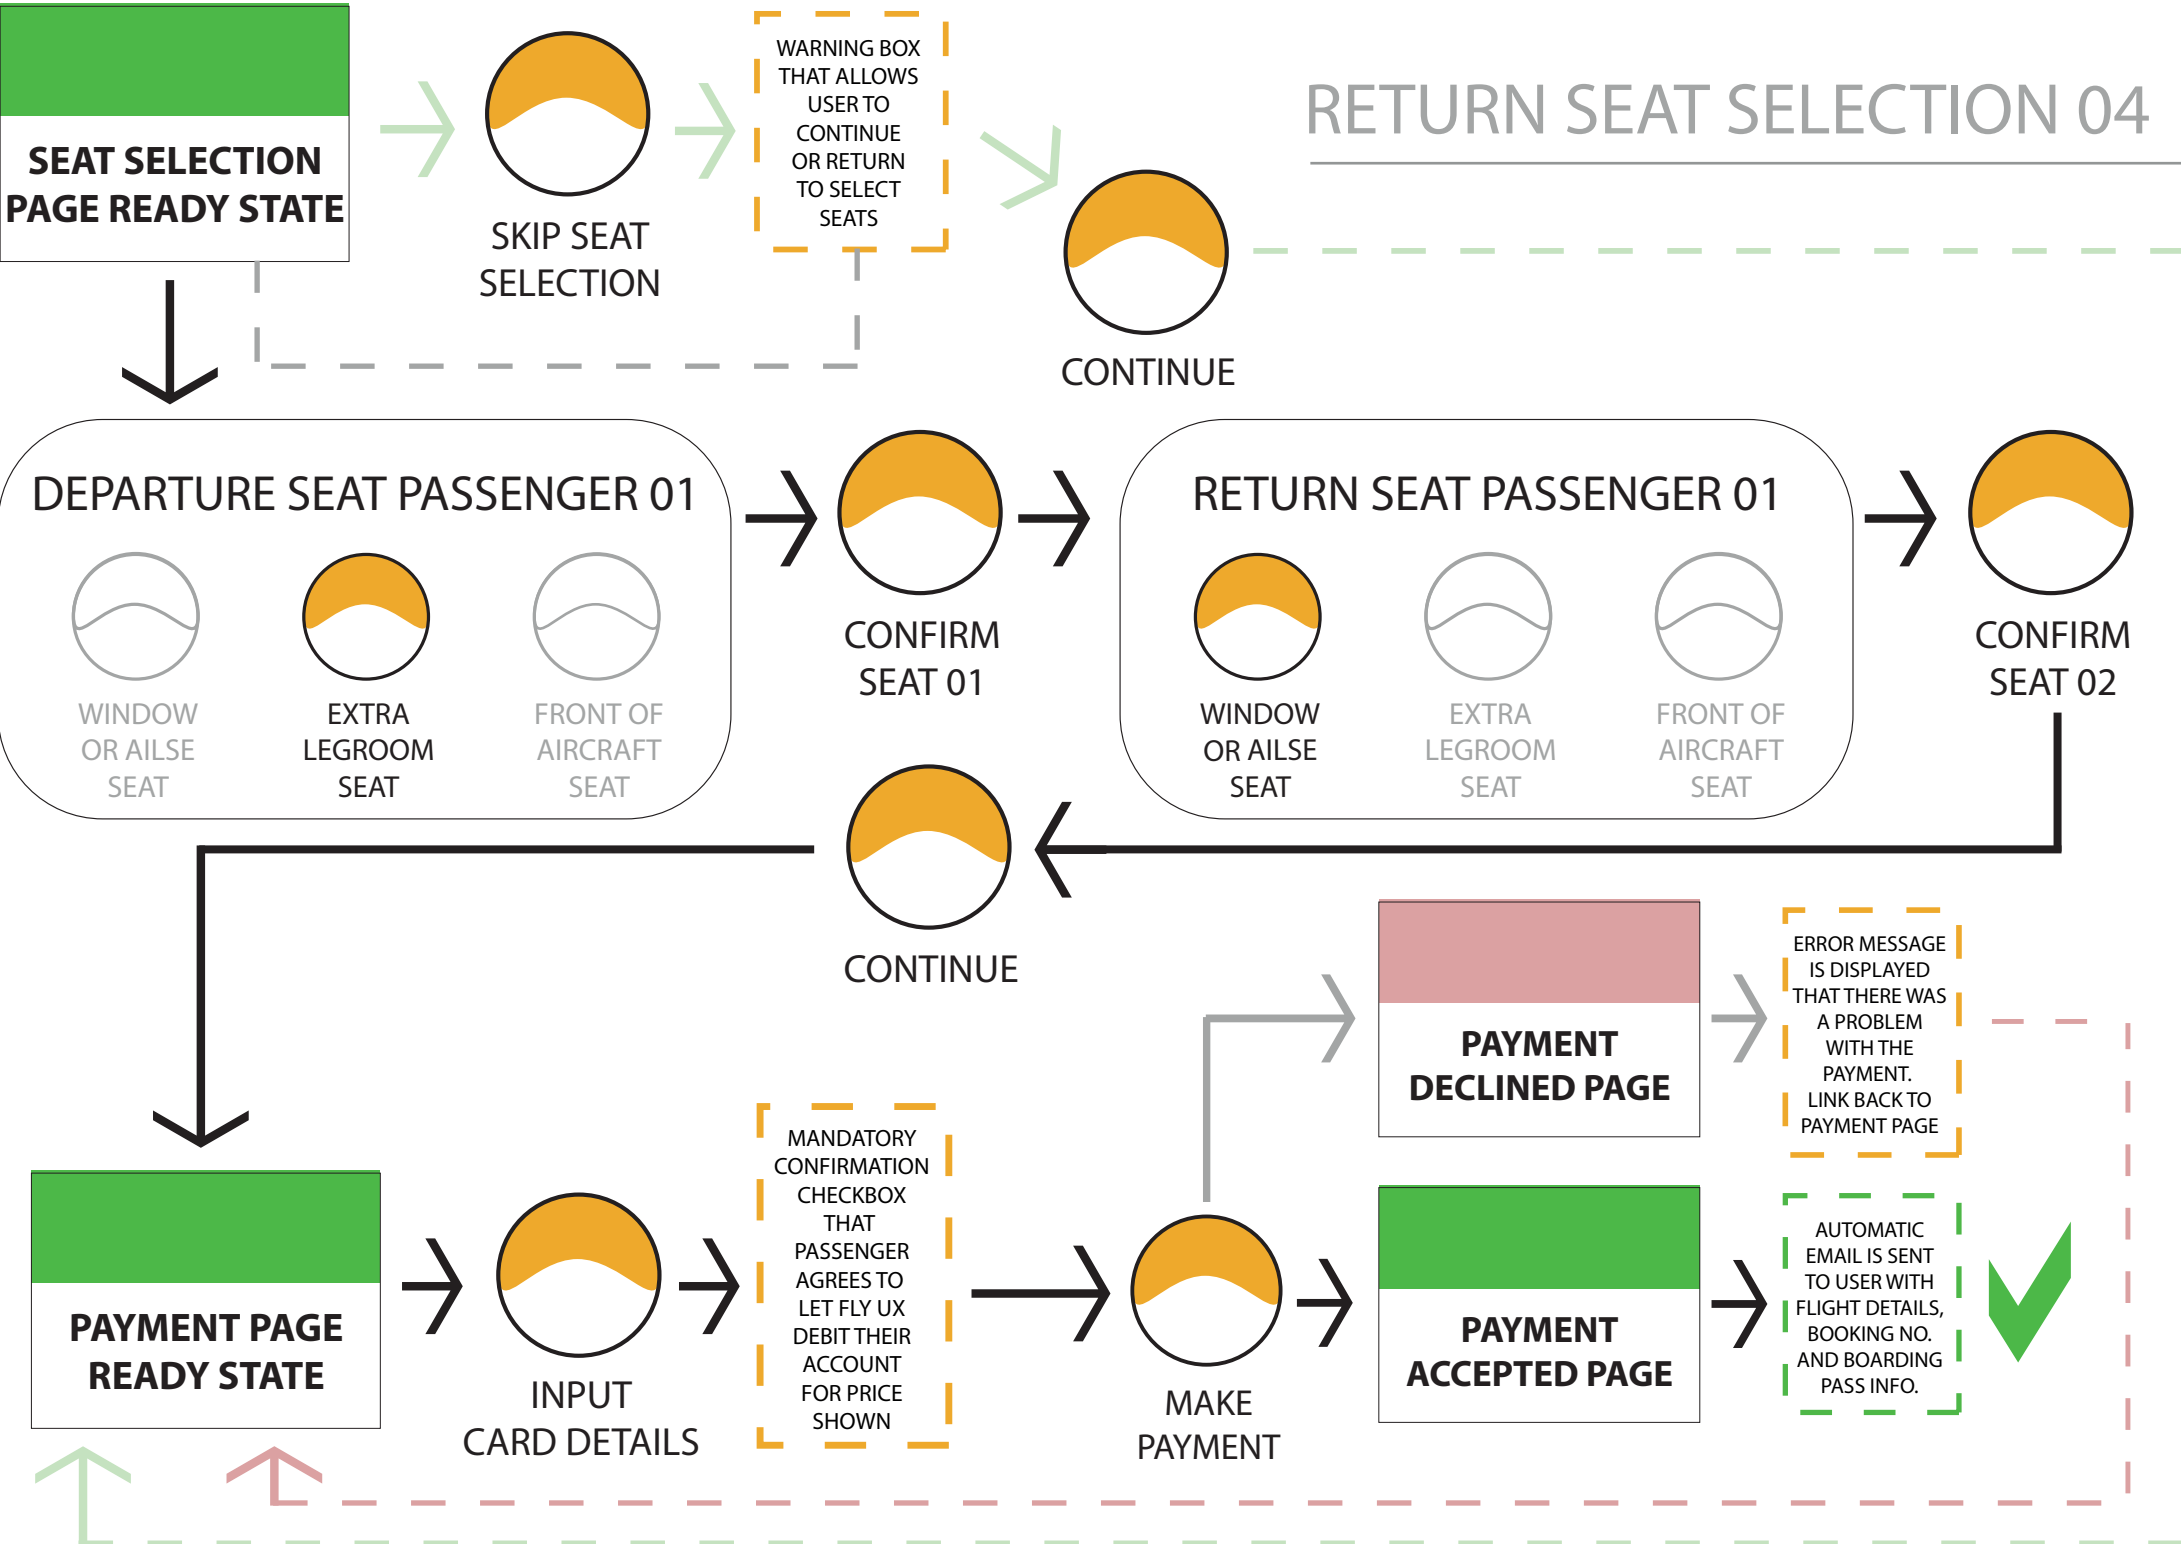 SEAT SELECTION
PAGE READY STATE
SKIP SEAT
SELECTION
WARNING BOX
THAT ALLOWS
USER TO
CONTINUE
OR RETURN
TO SELECT
SEATS
CONTINUE
RETURN SEAT SELECTION 04
DEPARTURE SEAT PASSENGER 01
WINDOW
OR AILSE
SEAT
EXTRA
LEGROOM
SEAT
FRONT OF
AIRCRAFT
SEAT
CONFIRM
SEAT 01
RETURN SEAT PASSENGER 01
WINDOW
OR AILSE
SEAT
EXTRA
LEGROOM
SEAT
FRONT OF
AIRCRAFT
SEAT
CONFIRM
SEAT 02
CONTINUE
PAYMENT PAGE
READY STATE
INPUT
CARD DETAILS
MANDATORY
CONFIRMATION
CHECKBOX
THAT
PASSENGER
AGREES TO
LET FLY UX
DEBIT THEIR
ACCOUNT
FOR PRICE
SHOWN
MAKE
PAYMENT
PAYMENT
DECLINED PAGE
ERROR MESSAGE
IS DISPLAYED
THAT THERE WAS
A PROBLEM
WITH THE
PAYMENT.
LINK BACK TO
PAYMENT PAGE
PAYMENT
ACCEPTED PAGE
AUTOMATIC
EMAIL IS SENT
TO USER WITH
FLIGHT DETAILS,
BOOKING NO.
AND BOARDING
PASS INFO.